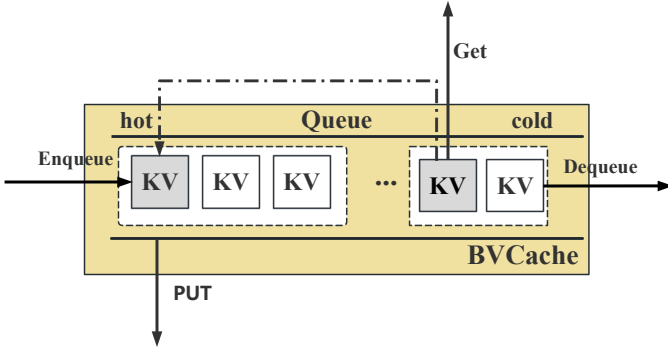 Get
hot Queue cold
Enqueue
Dequeue
KV KV KV ... KV KV
BVCache
PUT